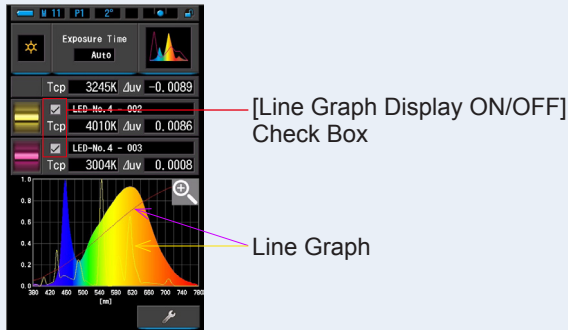 M 11 P1 2°
Exposure Time
Auto
Tcp 3245K ⊿uv -0.0089
LED-No.4 - 002
Tcp 4010K ⊿uv 0.0086
LED-No.4 - 003
Tcp 3004K ⊿uv 0.0008
[Line Graph Display ON/OFF]
Check Box
1.0
0.8
0.6
0.4
0.2
0.0
380 420 460 500 540 580 620 660 700 740 780
[nm]
Line Graph